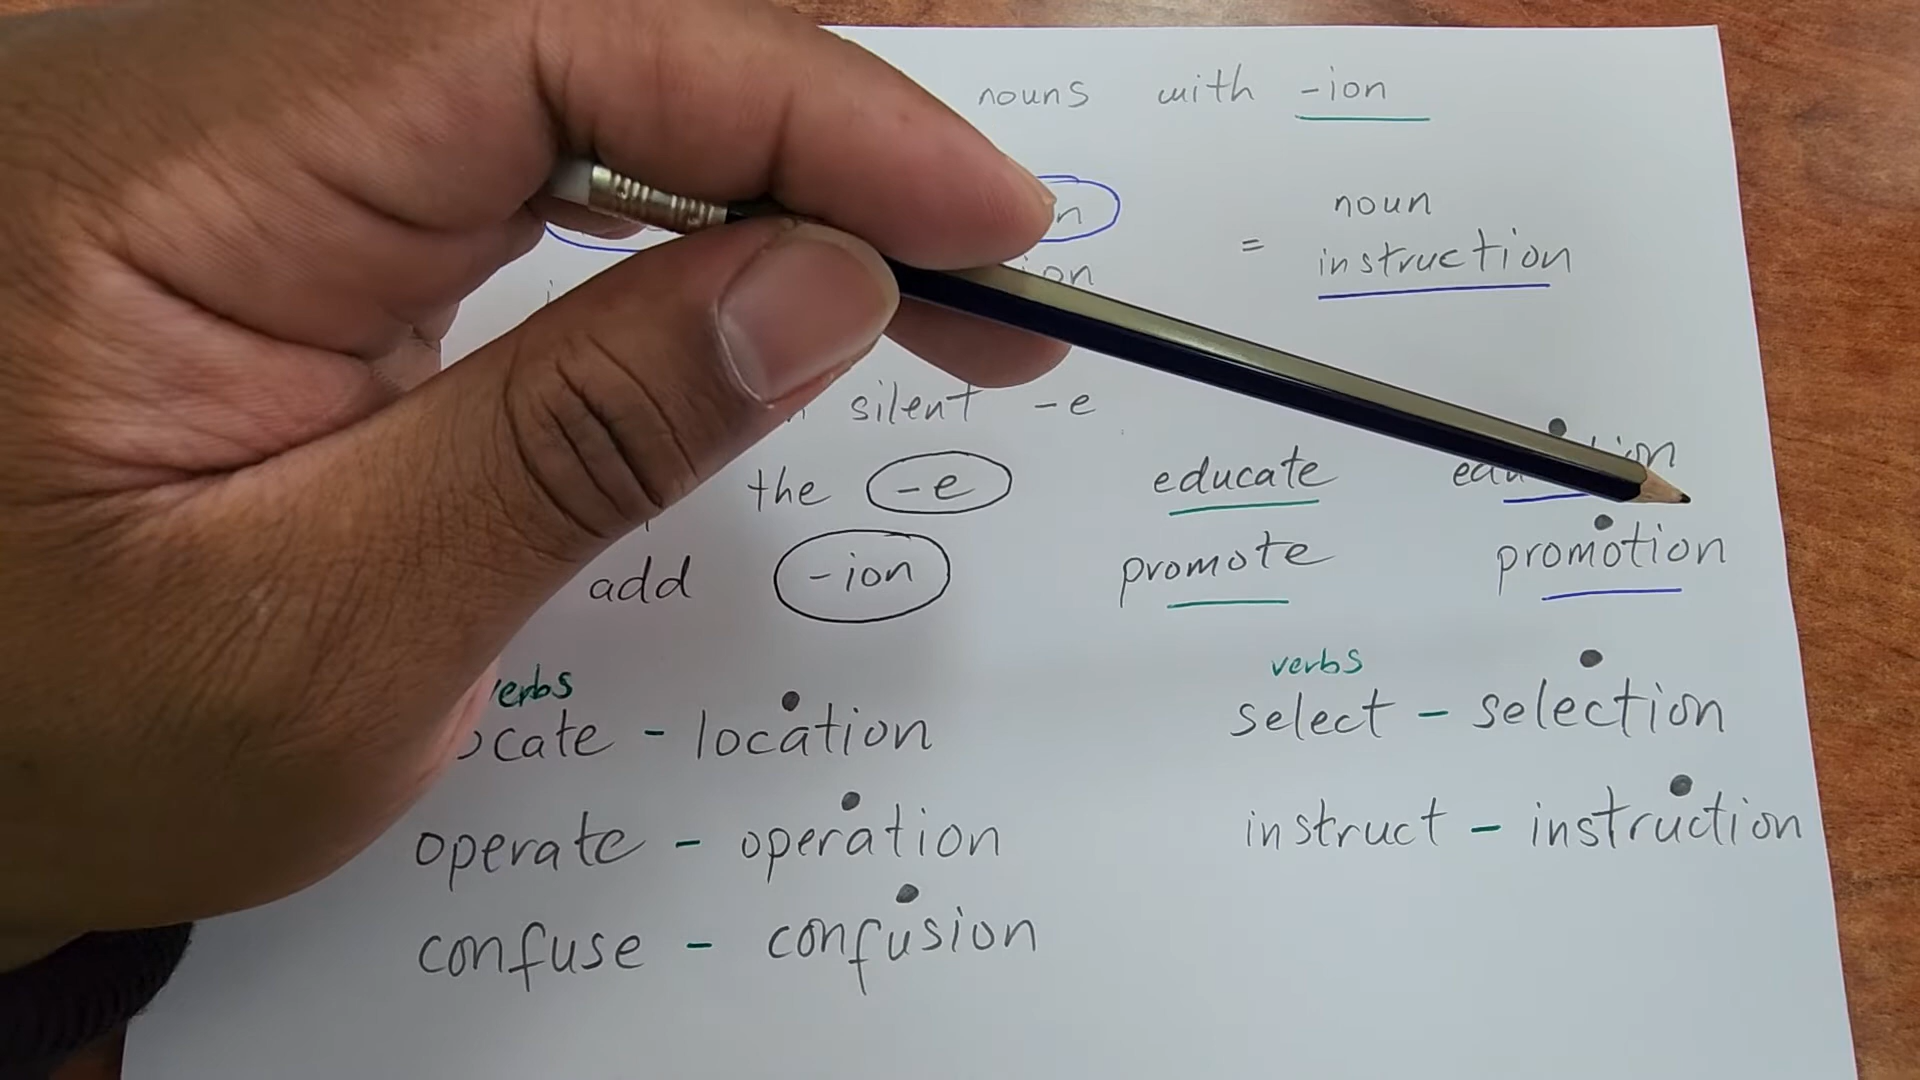 nouns with -ion
noun
= instruction
silent -e
the -e educate
add -ion promote promotion
verbs
location
operate - operation
confuse - confusion
verbs
select - selection
instruct - instruction